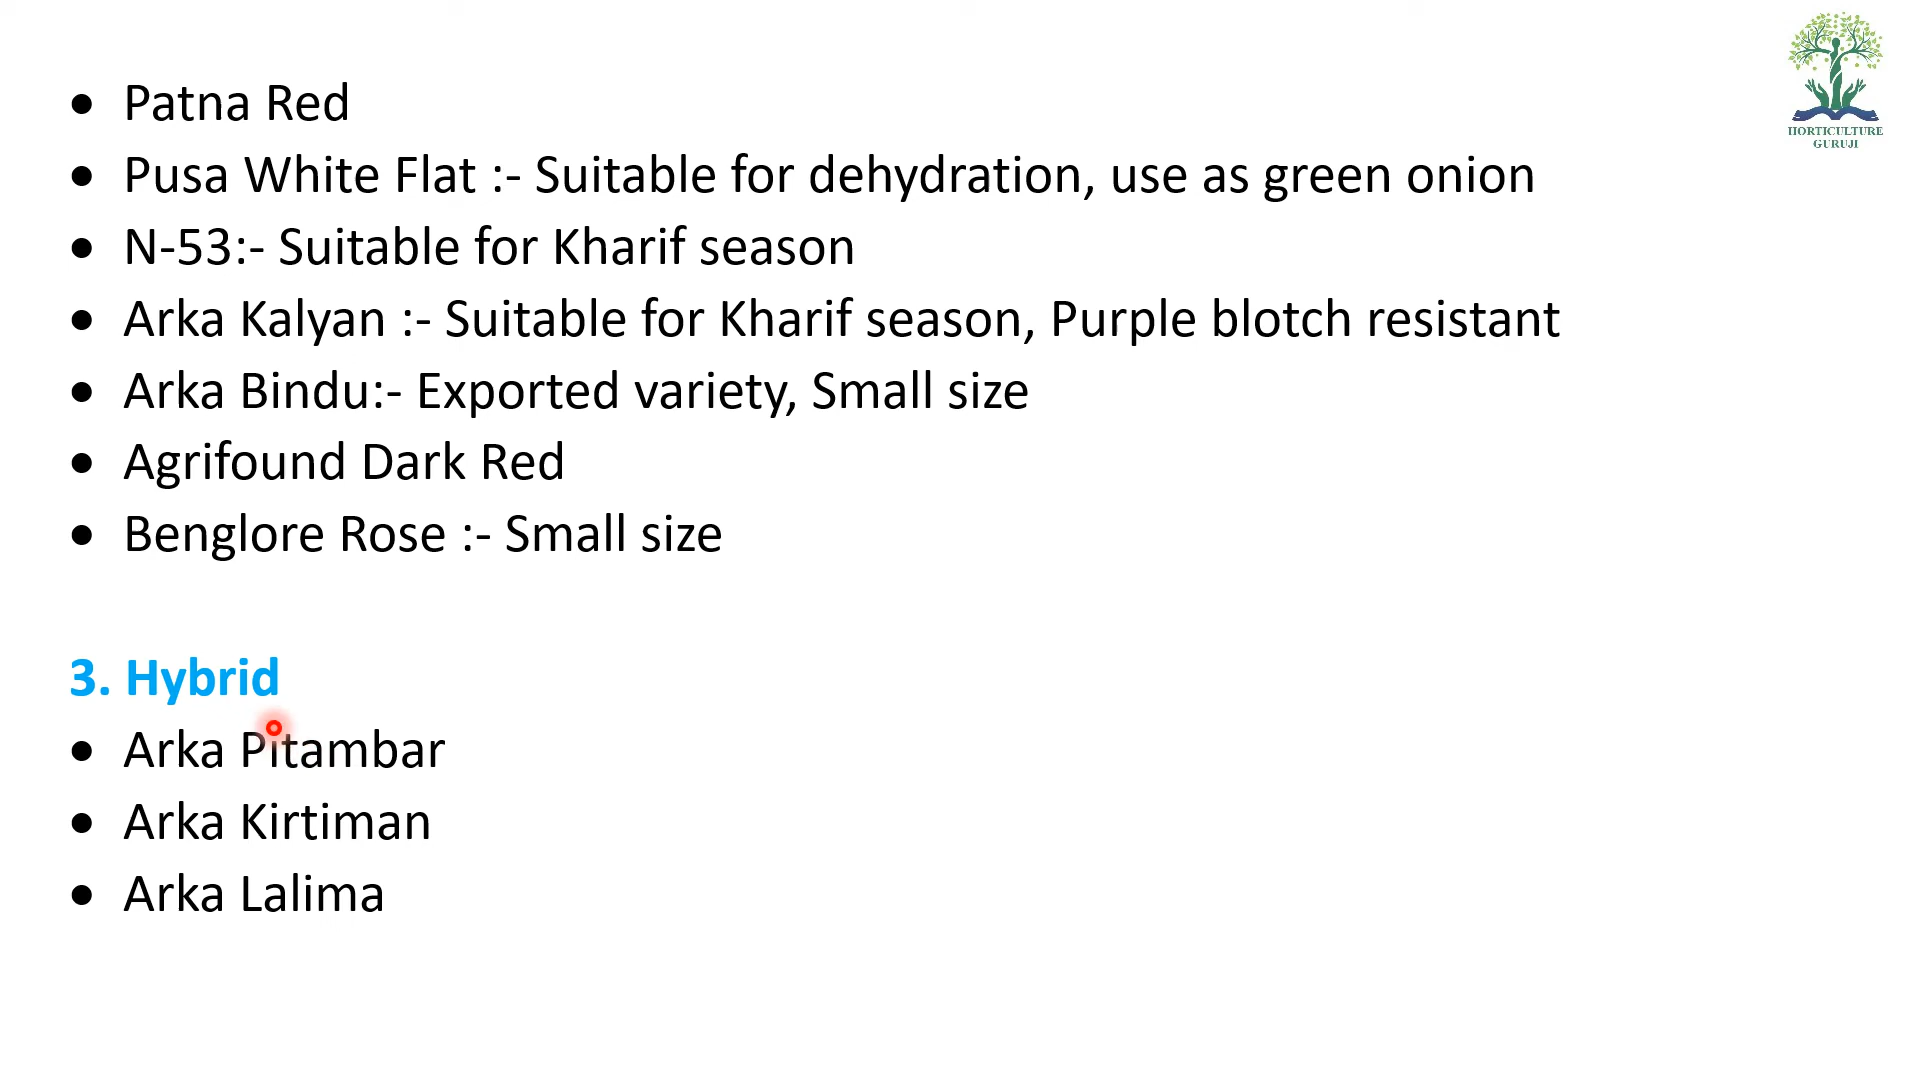 HORTICULTURE
GURUJI
• Patna Red
• Pusa White Flat :- Suitable for dehydration, use as green onion
• N-53:- Suitable for Kharif season
• Arka Kalyan :- Suitable for Kharif season, Purple blotch resistant
• Arka Bindu:- Exported variety, Small size
• Agrifound Dark Red
• Benglore Rose :- Small size
3. Hybrid
• Arka Pitambar
• Arka Kirtiman
• Arka Lalima